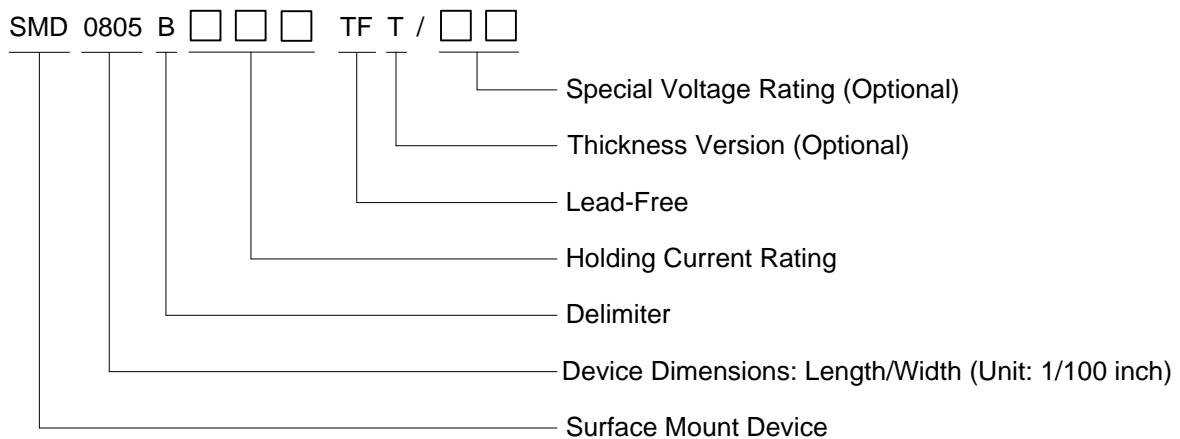 SMD 0805 B □ □ □ TF T / □ □
Special Voltage Rating (Optional)
Thickness Version (Optional)
Lead-Free
Holding Current Rating
Delimiter
Device Dimensions: Length/Width (Unit: 1/100 inch)
Surface Mount Device